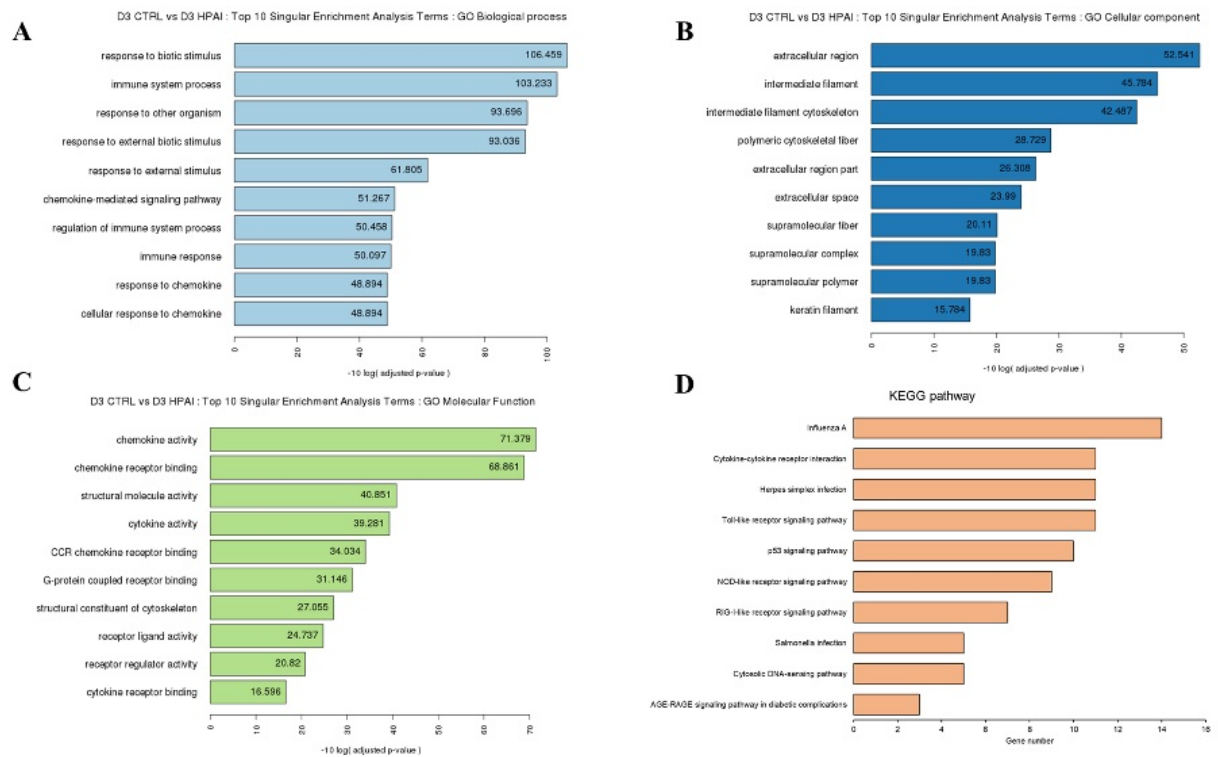 A
D3 CTRL vs D3 HPAI : Top 10 Singular Enrichment Analysis Terms : GO Biological process
response to biotic stimulus 106.459
immune system process 103.233
response to other organism 93.696
response to external biotic stimulus 93.036
response to external stimulus 61.805
chemokine-mediated signaling pathway 51.267
regulation of immune system process 50.458
immune response 50.097
response to chemokine 48.894
cellular response to chemokine 48.894
0 20 40 60 80 100
-10 log( adjusted p-value )
B
D3 CTRL vs D3 HPAI : Top 10 Singular Enrichment Analysis Terms : GO Cellular component
extracellular region 52.541
intermediate filament 45.784
intermediate filament cytoskeleton 42.487
polymeric cytoskeletal fiber 28.729
extracellular region part 26.308
extracellular space 23.99
supramolecular fiber 20.11
supramolecular complex 19.83
supramolecular polymer 19.83
keratin filament 15.784
0 10 20 30 40 50
-10 log( adjusted p-value )
C
D3 CTRL vs D3 HPAI : Top 10 Singular Enrichment Analysis Terms : GO Molecular Function
chemokine activity 71.379
chemokine receptor binding 68.861
structural molecule activity 40.851
cytokine activity 39.281
CCR chemokine receptor binding 34.034
G-protein coupled receptor binding 31.146
structural constituent of cytoskeleton 27.055
receptor ligand activity 24.737
receptor regulator activity 20.82
cytokine receptor binding 16.596
0 10 20 30 40 50 60 70
-10 log( adjusted p-value )
D
KEGG pathway
Influenza A
Cytokine-cytokine receptor interaction
Herpes simplex infection
Toll-like receptor signaling pathway
p53 signaling pathway
NOD-like receptor signaling pathway
RIG-I-like receptor signaling pathway
Salmonella infection
Cytosolic DNA-sensing pathway
AGE-RAGE signaling pathway in diabetic complications
0 2 4 6 8 10 12 14 16
Gene number